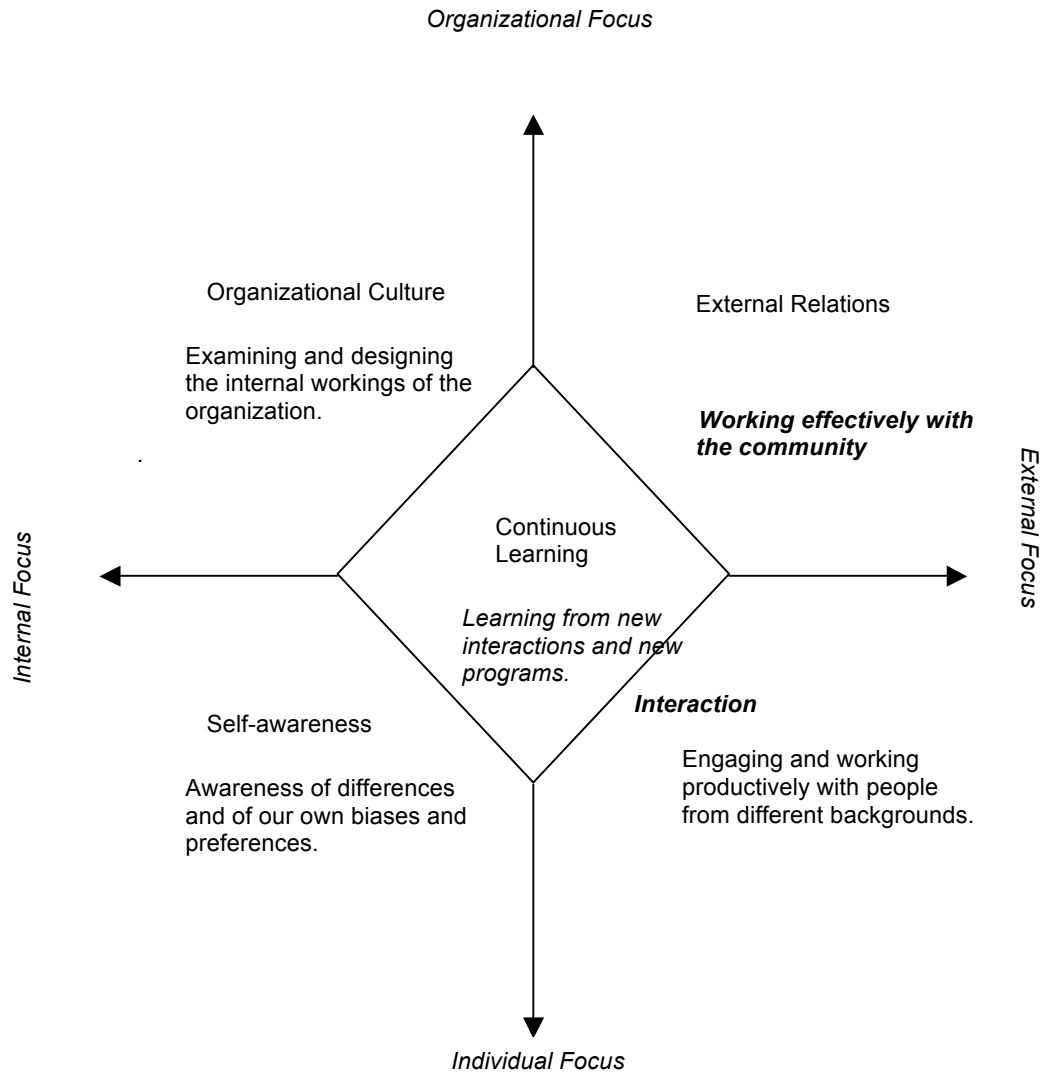 Organizational Focus
Organizational Culture
Examining and designing
the internal workings of the
organization.
.
External Relations
Working effectively with
the community
Internal Focus
External Focus
Continuous
Learning
Learning from new
interactions and new
programs.
Self-awareness
Awareness of differences
and of our own biases and
preferences.
Interaction
Engaging and working
productively with people
from different backgrounds.
Individual Focus